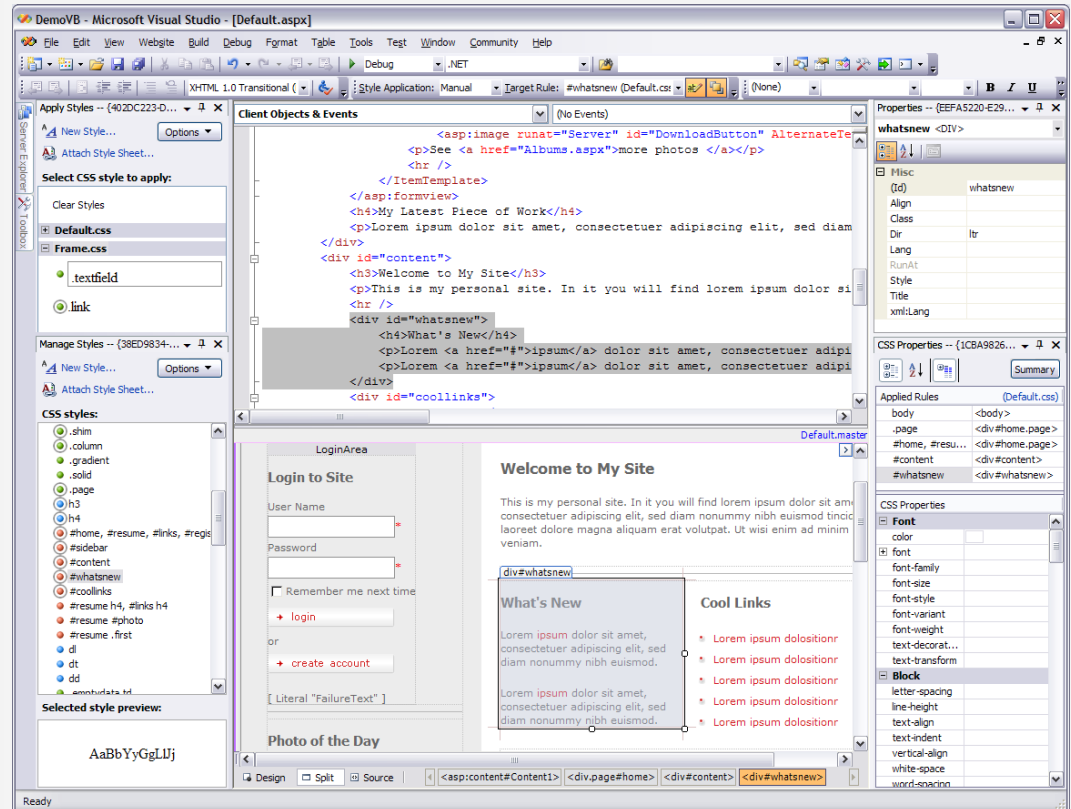 DemoVB - Microsoft Visual Studio - [Default.aspx]
File Edit View Website Build Debug Format Table Tools Test Window Community Help
Debug .NET
XHTML 1.0 Transitional ( Style Application: Manual Target Rule: #whatsnew (Default.css (None) B I U
Server Explorer
Toolbox
Apply Styles -- {402DC223-D...
New Style... Options
Attach Style Sheet...
Select CSS style to apply:
Clear Styles
Default.css
Frame.css
.textfield
.link
Manage Styles -- {38ED9834-...
New Style... Options
Attach Style Sheet...
CSS styles:
.shim
.column
.gradient
.solid
.page
h3
h4
#home, #resume, #links, #regis
#sidebar
#content
#whatsnew
#coollinks
#resume h4, #links h4
#resume #photo
#resume .first
dl
dt
dd
.emptydata td
Selected style preview:
AaBbYyGgLlJj
Client Objects & Events (No Events)
<asp:image runat="Server" id="DownloadButton" AlternateTe
<p>See <a href="Albums.aspx">more photos </a></p>
<hr />
</ItemTemplate>
</asp:formview>
<h4>My Latest Piece of Work</h4>
<p>Lorem ipsum dolor sit amet, consectetuer adipiscing elit, sed diam
</div>
<div id="content">
<h3>Welcome to My Site</h3>
<p>This is my personal site. In it you will find lorem ipsum dolor si
<hr />
<div id="whatsnew">
<h4>What's New</h4>
<p>Lorem <a href="#">ipsum</a> dolor sit amet, consectetuer adipi
<p>Lorem <a href="#">ipsum</a> dolor sit amet, consectetuer adipi
</div>
<div id="coollinks">
Default.master
LoginArea
Login to Site
User Name
*
Password
*
Remember me next time
login
or
create account
[ Literal "FailureText" ]
Photo of the Day
Welcome to My Site
This is my personal site. In it you will find lorem ipsum dolor sit ame
consectetuer adipiscing elit, sed diam nonummy nibh euismod tincid
laoreet dolore magna aliquam erat volutpat. Ut wisi enim ad minim
veniam.
div#whatsnew
What's New
Lorem ipsum dolor sit amet,
consectetuer adipiscing elit, sed
diam nonummy nibh euismod.
Lorem ipsum dolor sit amet,
consectetuer adipiscing elit, sed
diam nonummy nibh euismod.
Cool Links
Lorem ipsum dolositionr
Lorem ipsum dolositionr
Lorem ipsum dolositionr
Lorem ipsum dolositionr
Lorem ipsum dolositionr
Design Split Source <asp:content#Content1> <div.page#home> <div#content> <div#whatsnew>
Properties -- {EEFA5220-E29...
whatsnew <DIV>
Misc
(Id) whatsnew
Align
Class
Dir ltr
Lang
RunAt
Style
Title
xml:Lang
CSS Properties -- {1CBA9826...
Summary
Applied Rules (Default.css)
body <body>
.page <div#home.page>
#home, #resu... <div#home.page>
#content <div#content>
#whatsnew <div#whatsnew>
CSS Properties
Font
color
font
font-family
font-size
font-style
font-variant
font-weight
text-decorat...
text-transform
Block
letter-spacing
line-height
text-align
text-indent
vertical-align
white-space
word-spacing
Ready